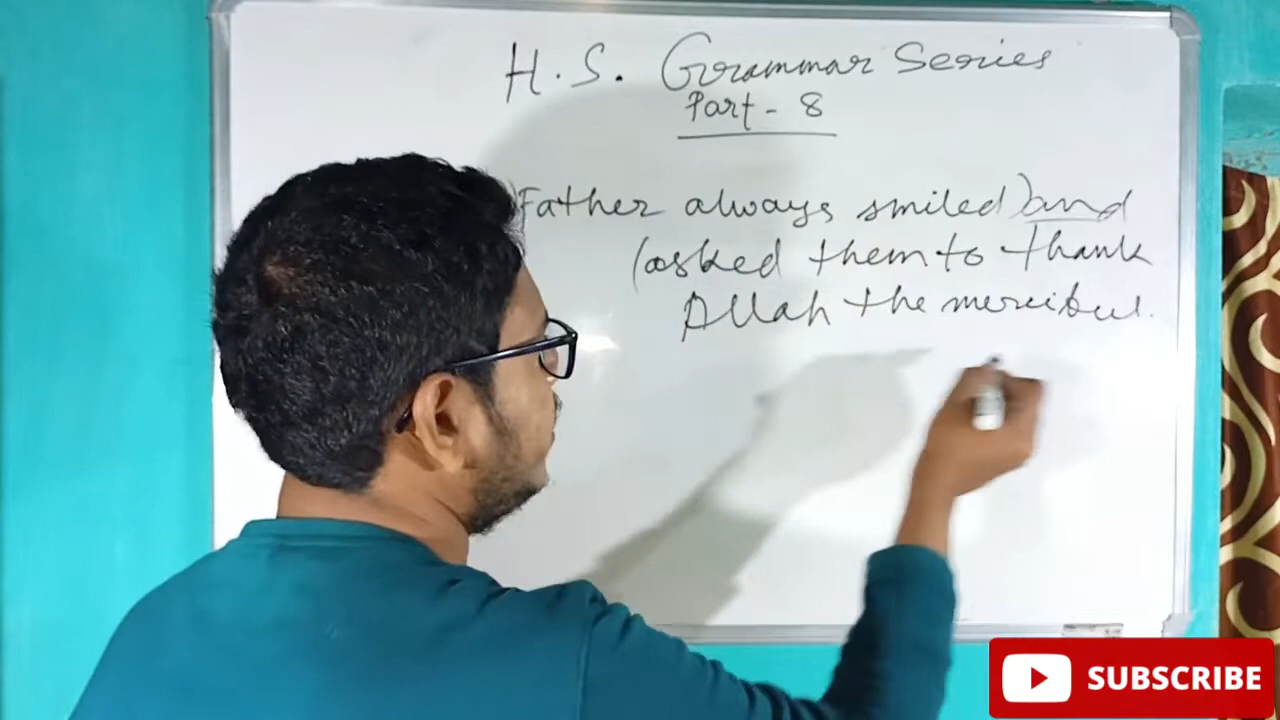 H.S. Grammar Series
Part - 8
Father always smiled) and
(asked them to thank
Allah the merciful.
SUBSCRIBE